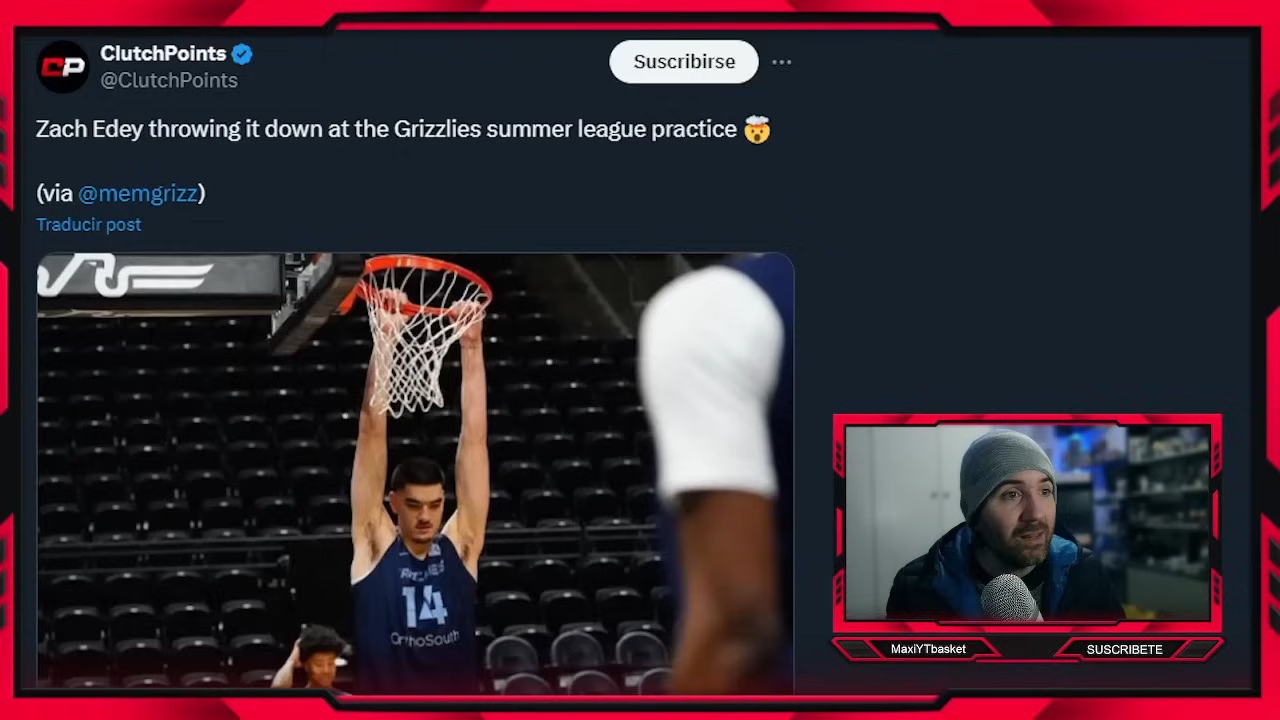 CP
ClutchPoints
@ClutchPoints
Suscribirse
Zach Edey throwing it down at the Grizzlies summer league practice
(via @memgrizz)
Traducir post
14
OrthoSouth
MaxiYTbasket
SUSCRIBETE